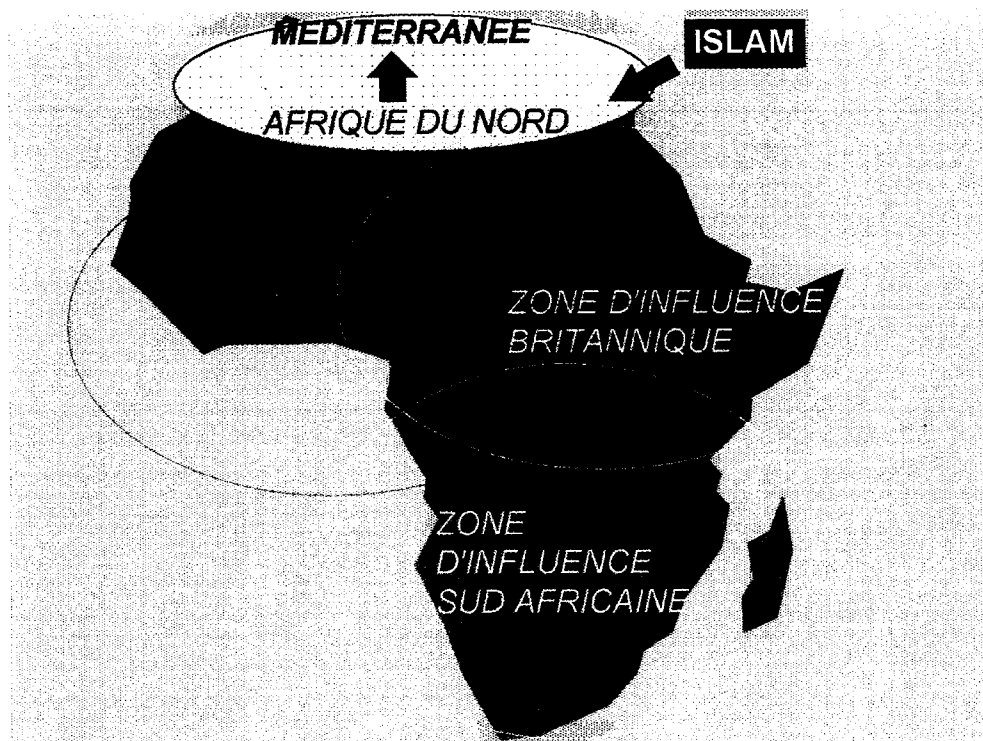 MEDITERRANEE
ISLAM
AFRIQUE DU NORD
ZONE D'INFLUENCE
BRITANNIQUE
ZONE
D'INFLUENCE
SUD AFRICAINE